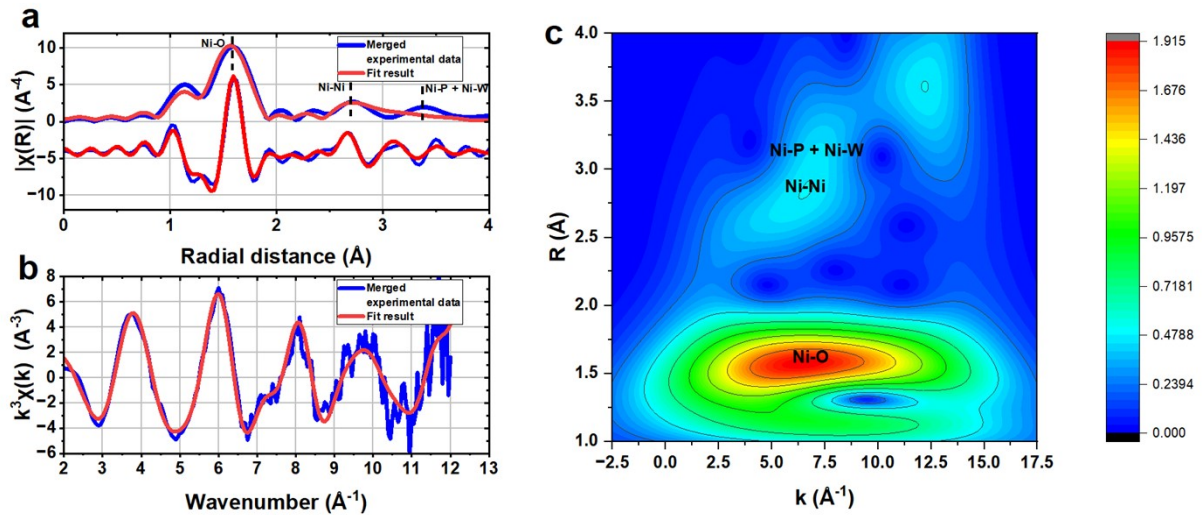 a
|χ(R)| (A⁻⁴)
10
5
0
−5
−10
Ni-O
Merged
experimental data
Fit result
Ni-Ni
Ni-P + Ni-W
0 1 2 3 4
Radial distance (Å)
b
k³χ(k) (A⁻³)
8
6
4
2
0
−2
−4
−6
Merged
experimental data
Fit result
2 3 4 5 6 7 8 9 10 11 12 13
Wavenumber (Å⁻¹)
c
R (Å)
4.0
3.5
3.0
2.5
2.0
1.5
1.0
Ni-P + Ni-W
Ni-Ni
Ni-O
−2.5 0.0 2.5 5.0 7.5 10.0 12.5 15.0 17.5
k (Å⁻¹)
1.915
1.676
1.436
1.197
0.9575
0.7181
0.4788
0.2394
0.000